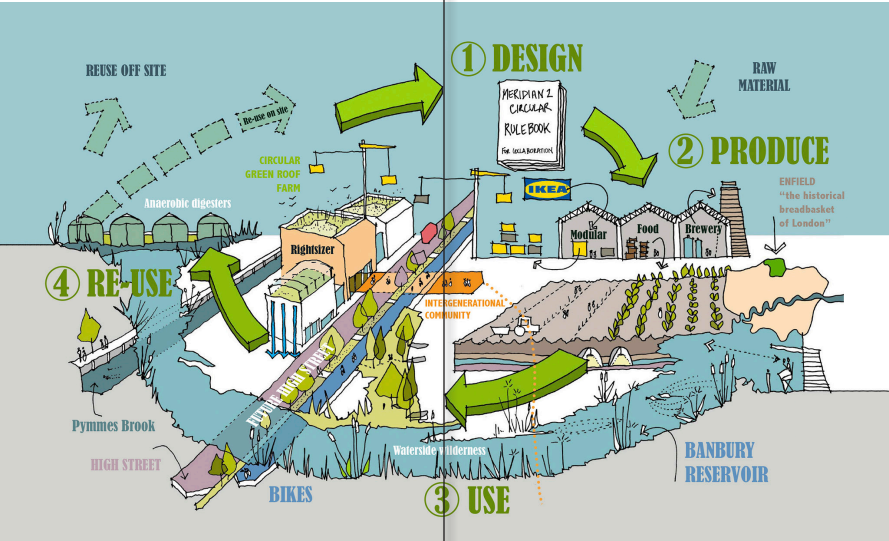 ① DESIGN
REUSE OFF SITE
RAW
MATERIAL
MERIDIAN 2
CIRCULAR
RULEBOOK
FOR COLLABORATION
Re-use on site
② PRODUCE
CIRCULAR
GREEN ROOF
FARM
IKEA
ENFIELD
"the historical
breadbasket
of London"
Anaerobic digesters
Rightsizer
Modular
Food
Brewery
④ RE-USE
INTERGENERATIONAL
COMMUNITY
FUTURE HIGH STREET
Pymmes Brook
Waterside wilderness
HIGH STREET
BANBURY
RESERVOIR
BIKES
③ USE